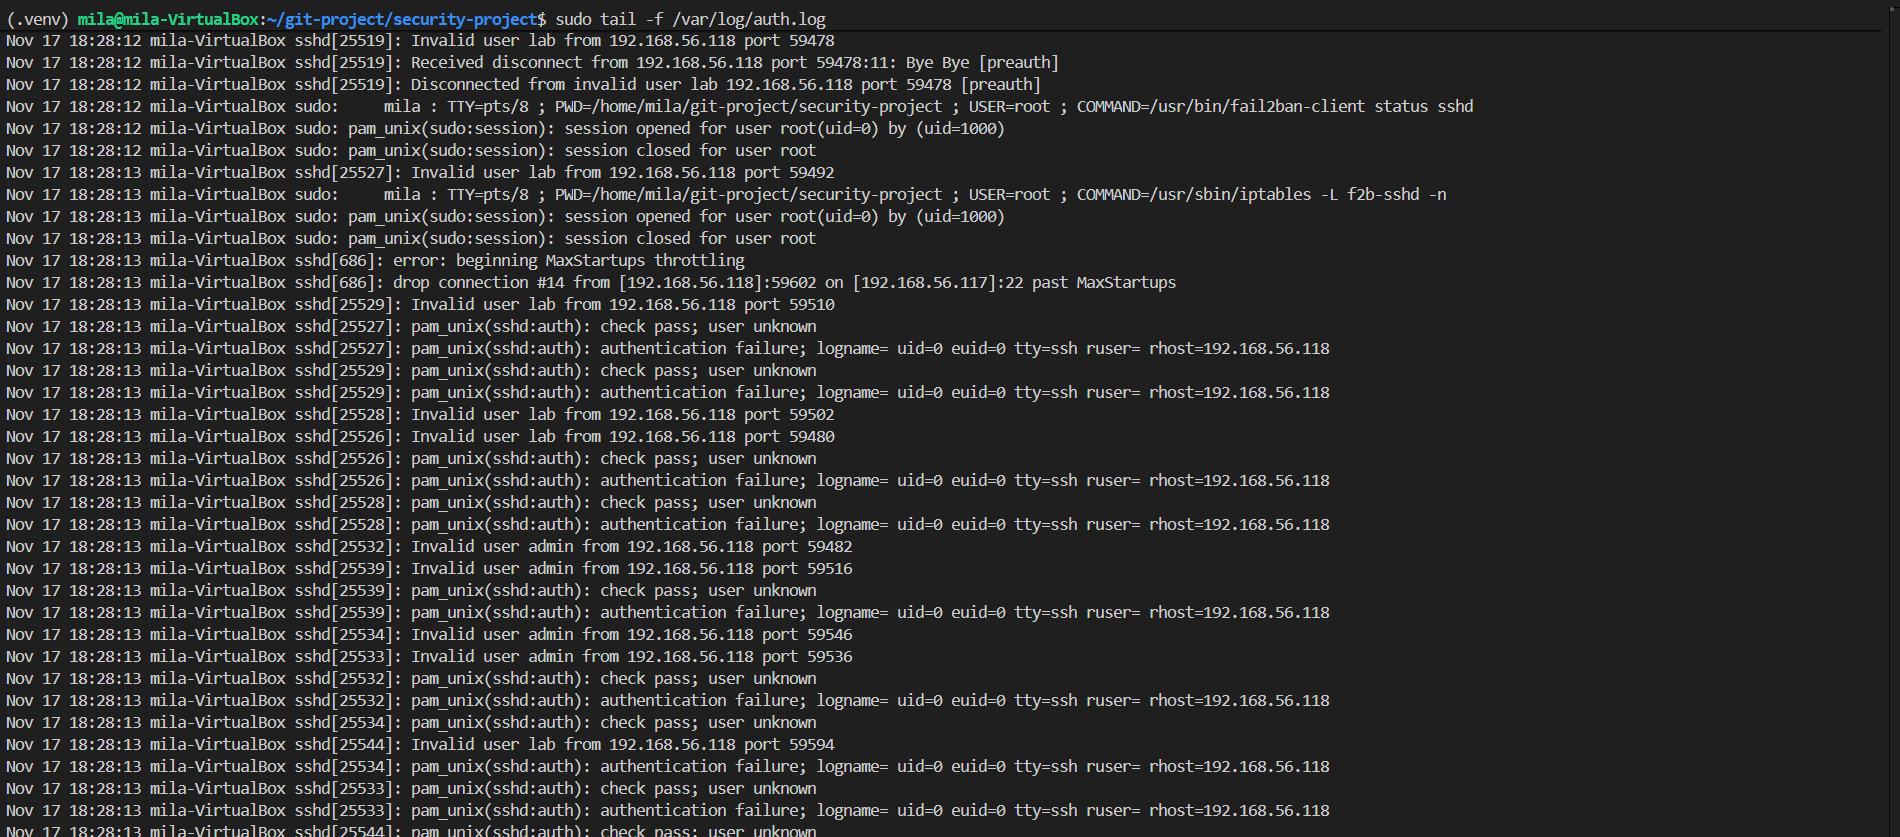 (.venv) mila@mila-VirtualBox:~/git-project/security-project$ sudo tail -f /var/log/auth.log
Nov 17 18:28:12 mila-VirtualBox sshd[25519]: Invalid user lab from 192.168.56.118 port 59478
Nov 17 18:28:12 mila-VirtualBox sshd[25519]: Received disconnect from 192.168.56.118 port 59478:11: Bye Bye [preauth]
Nov 17 18:28:12 mila-VirtualBox sshd[25519]: Disconnected from invalid user lab 192.168.56.118 port 59478 [preauth]
Nov 17 18:28:12 mila-VirtualBox sudo:     mila : TTY=pts/8 ; PWD=/home/mila/git-project/security-project ; USER=root ; COMMAND=/usr/bin/fail2ban-client status sshd
Nov 17 18:28:12 mila-VirtualBox sudo: pam_unix(sudo:session): session opened for user root(uid=0) by (uid=1000)
Nov 17 18:28:12 mila-VirtualBox sudo: pam_unix(sudo:session): session closed for user root
Nov 17 18:28:12 mila-VirtualBox sshd[25527]: Invalid user lab from 192.168.56.118 port 59492
Nov 17 18:28:13 mila-VirtualBox sudo:     mila : TTY=pts/8 ; PWD=/home/mila/git-project/security-project ; USER=root ; COMMAND=/usr/sbin/iptables -L f2b-sshd -n
Nov 17 18:28:13 mila-VirtualBox sudo: pam_unix(sudo:session): session opened for user root(uid=0) by (uid=1000)
Nov 17 18:28:13 mila-VirtualBox sudo: pam_unix(sudo:session): session closed for user root
Nov 17 18:28:13 mila-VirtualBox sshd[686]: error: beginning MaxStartups throttling
Nov 17 18:28:13 mila-VirtualBox sshd[686]: drop connection #14 from [192.168.56.118]:59602 on [192.168.56.117]:22 past MaxStartups
Nov 17 18:28:13 mila-VirtualBox sshd[25529]: Invalid user lab from 192.168.56.118 port 59510
Nov 17 18:28:13 mila-VirtualBox sshd[25527]: pam_unix(sshd:auth): check pass; user unknown
Nov 17 18:28:13 mila-VirtualBox sshd[25527]: pam_unix(sshd:auth): authentication failure; logname= uid=0 euid=0 tty=ssh ruser= rhost=192.168.56.118
Nov 17 18:28:13 mila-VirtualBox sshd[25529]: pam_unix(sshd:auth): check pass; user unknown
Nov 17 18:28:13 mila-VirtualBox sshd[25529]: pam_unix(sshd:auth): authentication failure; logname= uid=0 euid=0 tty=ssh ruser= rhost=192.168.56.118
Nov 17 18:28:13 mila-VirtualBox sshd[25528]: Invalid user lab from 192.168.56.118 port 59502
Nov 17 18:28:13 mila-VirtualBox sshd[25526]: Invalid user lab from 192.168.56.118 port 59480
Nov 17 18:28:13 mila-VirtualBox sshd[25526]: pam_unix(sshd:auth): check pass; user unknown
Nov 17 18:28:13 mila-VirtualBox sshd[25526]: pam_unix(sshd:auth): authentication failure; logname= uid=0 euid=0 tty=ssh ruser= rhost=192.168.56.118
Nov 17 18:28:13 mila-VirtualBox sshd[25528]: pam_unix(sshd:auth): check pass; user unknown
Nov 17 18:28:13 mila-VirtualBox sshd[25528]: pam_unix(sshd:auth): authentication failure; logname= uid=0 euid=0 tty=ssh ruser= rhost=192.168.56.118
Nov 17 18:28:13 mila-VirtualBox sshd[25532]: Invalid user admin from 192.168.56.118 port 59482
Nov 17 18:28:13 mila-VirtualBox sshd[25539]: Invalid user admin from 192.168.56.118 port 59516
Nov 17 18:28:13 mila-VirtualBox sshd[25539]: pam_unix(sshd:auth): check pass; user unknown
Nov 17 18:28:13 mila-VirtualBox sshd[25539]: pam_unix(sshd:auth): authentication failure; logname= uid=0 euid=0 tty=ssh ruser= rhost=192.168.56.118
Nov 17 18:28:13 mila-VirtualBox sshd[25534]: Invalid user admin from 192.168.56.118 port 59546
Nov 17 18:28:13 mila-VirtualBox sshd[25533]: Invalid user admin from 192.168.56.118 port 59536
Nov 17 18:28:13 mila-VirtualBox sshd[25532]: pam_unix(sshd:auth): check pass; user unknown
Nov 17 18:28:13 mila-VirtualBox sshd[25532]: pam_unix(sshd:auth): authentication failure; logname= uid=0 euid=0 tty=ssh ruser= rhost=192.168.56.118
Nov 17 18:28:13 mila-VirtualBox sshd[25534]: pam_unix(sshd:auth): check pass; user unknown
Nov 17 18:28:13 mila-VirtualBox sshd[25544]: Invalid user lab from 192.168.56.118 port 59594
Nov 17 18:28:13 mila-VirtualBox sshd[25534]: pam_unix(sshd:auth): authentication failure; logname= uid=0 euid=0 tty=ssh ruser= rhost=192.168.56.118
Nov 17 18:28:13 mila-VirtualBox sshd[25533]: pam_unix(sshd:auth): check pass; user unknown
Nov 17 18:28:13 mila-VirtualBox sshd[25533]: pam_unix(sshd:auth): authentication failure; logname= uid=0 euid=0 tty=ssh ruser= rhost=192.168.56.118
Nov 17 18:28:13 mila-VirtualBox sshd[25544]: pam_unix(sshd:auth): check pass; user unknown